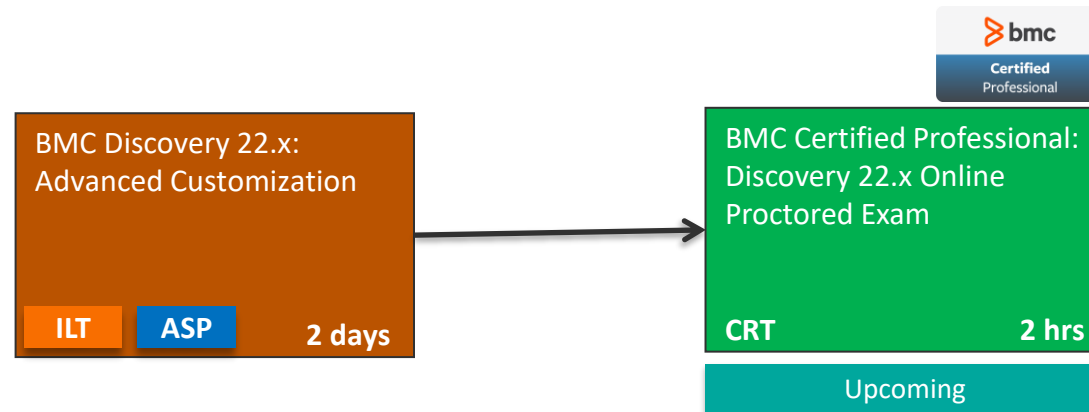 bmc
Certified
Professional
BMC Discovery 22.x:
Advanced Customization
ILT ASP 2 days
BMC Certified Professional:
Discovery 22.x Online
Proctored Exam
CRT 2 hrs
Upcoming